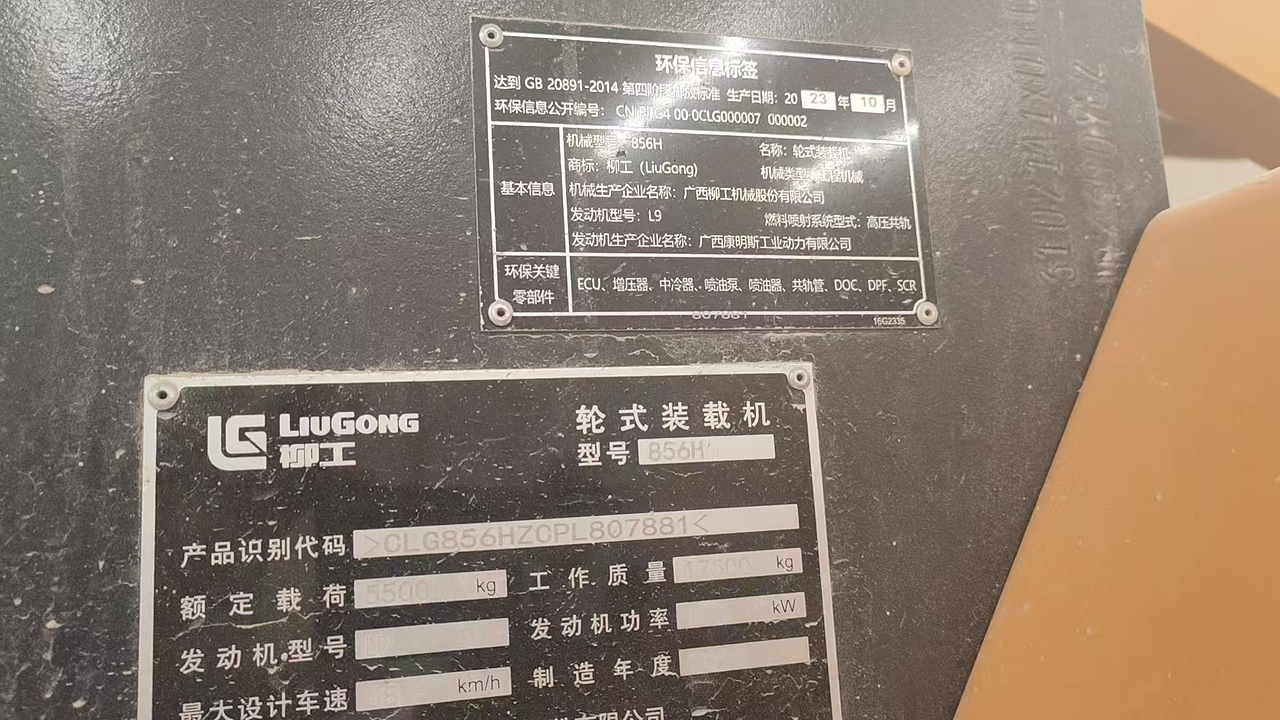 环保信息标签
达到 GB 20891-2014 第四阶段排放标准 生产日期: 20 23 年 10 月
环保信息公开编号: CN 00 0CLG000007 000002
基本信息
机械型号: 856H 名称: 轮式装载机
商标: 柳工 (LiuGong) 机械类型: 工程机械
机械生产企业名称: 广西柳工机械股份有限公司
发动机型号: L9 燃料喷射系统型式: 高压共轨
发动机生产企业名称: 广西康明斯工业动力有限公司
环保关键
零部件
ECU、增压器、中冷器、喷油泵、喷油器、共轨管、DOC、DPF、SCR
807881
16G2335
LG LIUGONG
柳工
轮式装载机
型号 856H
产品识别代码 >CLG856HZCPL807881<
额定载荷 5500 kg 工作质量 17500 kg
发动机型号 L9 发动机功率 kW
最大设计车速 km/h 制造年度
份有限公司